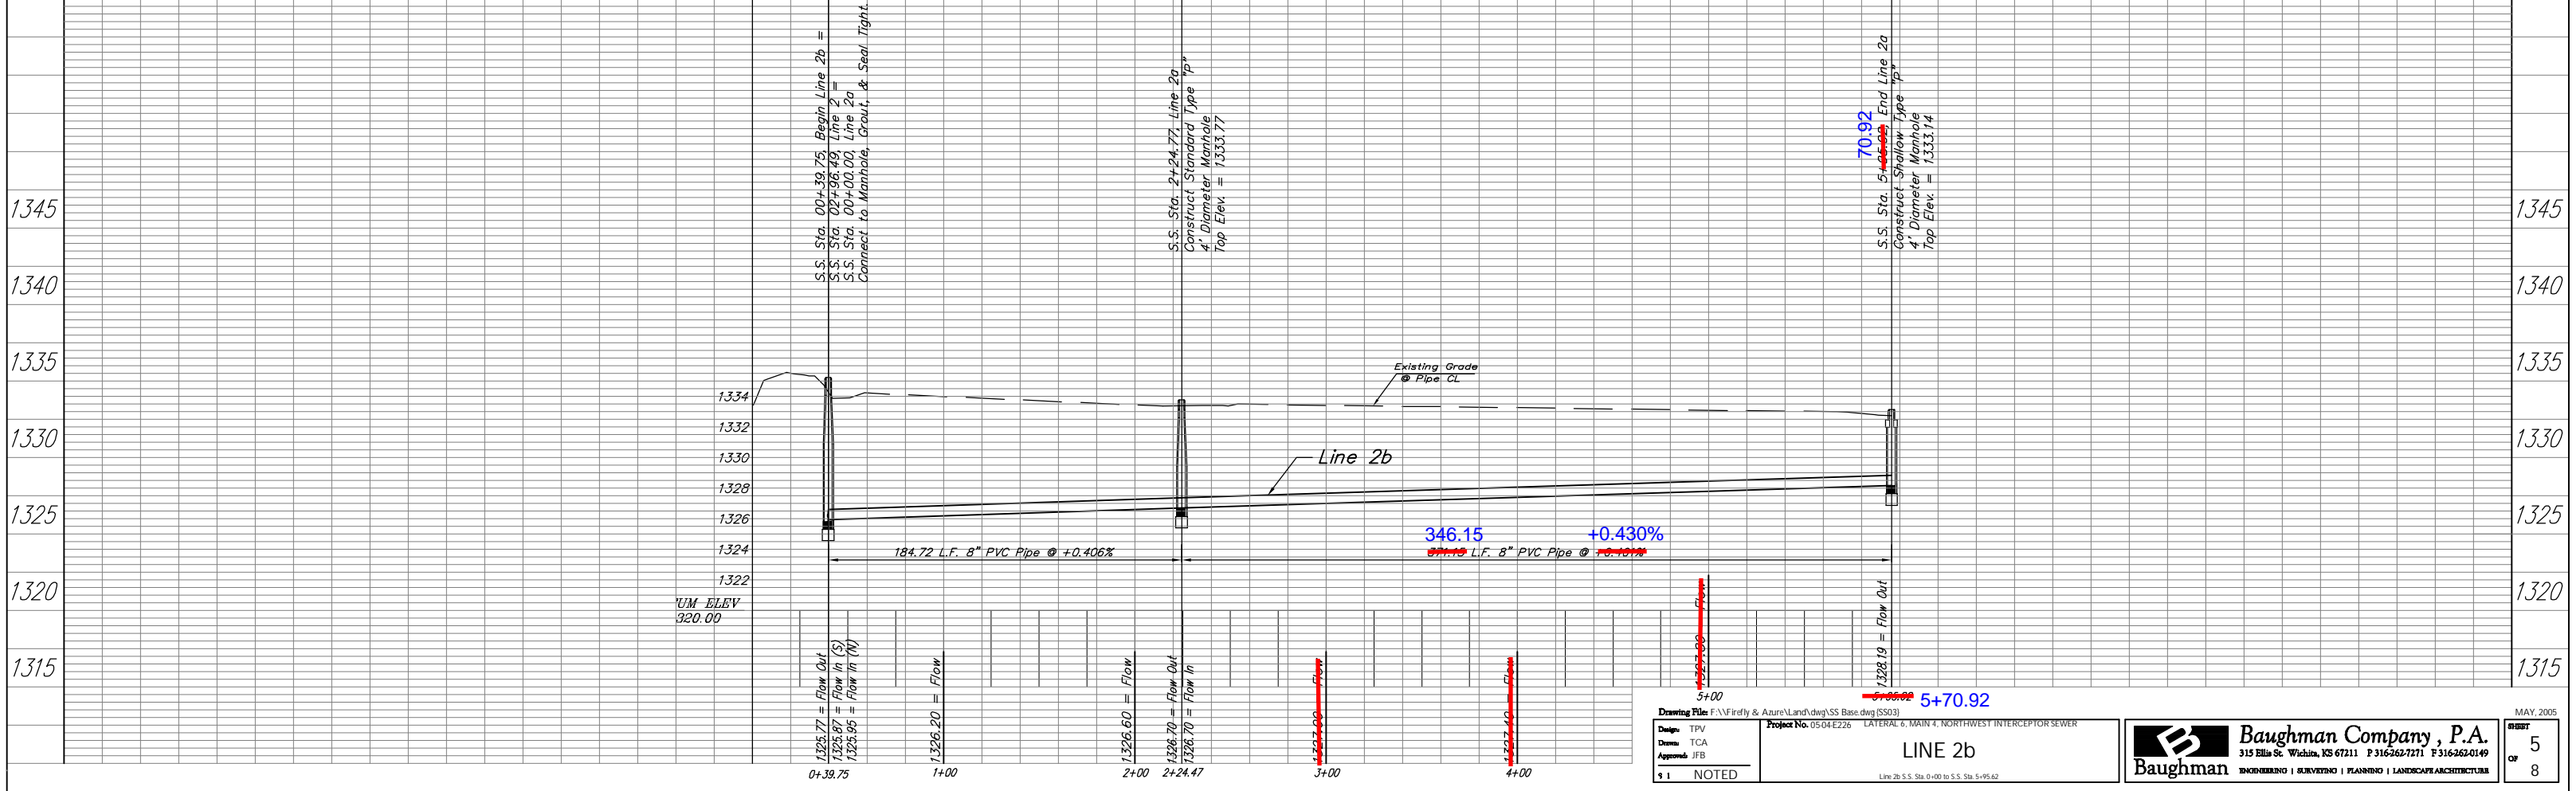 S.S. Sta. 00+39.75, Begin Line 2b =
S.S. Sta. 02+96.49, Line 2 =
S.S. Sta. 00+00.00, Line 2a
Connect to Manhole, Grout, & Seal Tight.
S.S. Sta. 2+24.77, Line 2a
Construct Standard Type "P"
4' Diameter Manhole
Top Elev. = 1333.77
70.92
S.S. Sta. 5+ End Line 2a
Construct Shallow Type "P"
4' Diameter Manhole
Top Elev. = 1333.14
1345
1345
1340
1340
1335
1335
1330
1330
1325
1325
1320
1320
1315
1315
1334
1332
1330
1328
1326
1324
1322
Existing Grade
@ Pipe CL
Line 2b
346.15
+0.430%
184.72 L.F. 8" PVC Pipe @ +0.406%
L.F. 8" PVC Pipe @
'UM ELEV
320.00
1325.77 = Flow Out
1325.87 = Flow In (S)
1325.95 = Flow In (N)
1326.20 = Flow
1326.60 = Flow
1326.70 = Flow Out
1326.70 = Flow In
1328.19 = Flow Out
0+39.75
1+00
2+00
2+24.47
3+00
4+00
5+00
5+70.92
Drawing File: F:\\Firefly & Azure\Land\dwg\SS Base.dwg (SS03)
MAY, 2005
Design: TPV
Drawn: TCA
Approved: JFB
NOTED
Project No. 05-04-E226 LATERAL 6, MAIN 4, NORTHWEST INTERCEPTOR SEWER
LINE 2b
Line 2b S.S. Sta. 0+00 to S.S. Sta. 5+95.62
Baughman
Baughman Company, P.A.
315 Ellis St. Wichita, KS 67211 P 316-262-7271 F 316-262-0149
ENGINEERING | SURVEYING | PLANNING | LANDSCAPE ARCHITECTURE
SHEET
5
OF
8